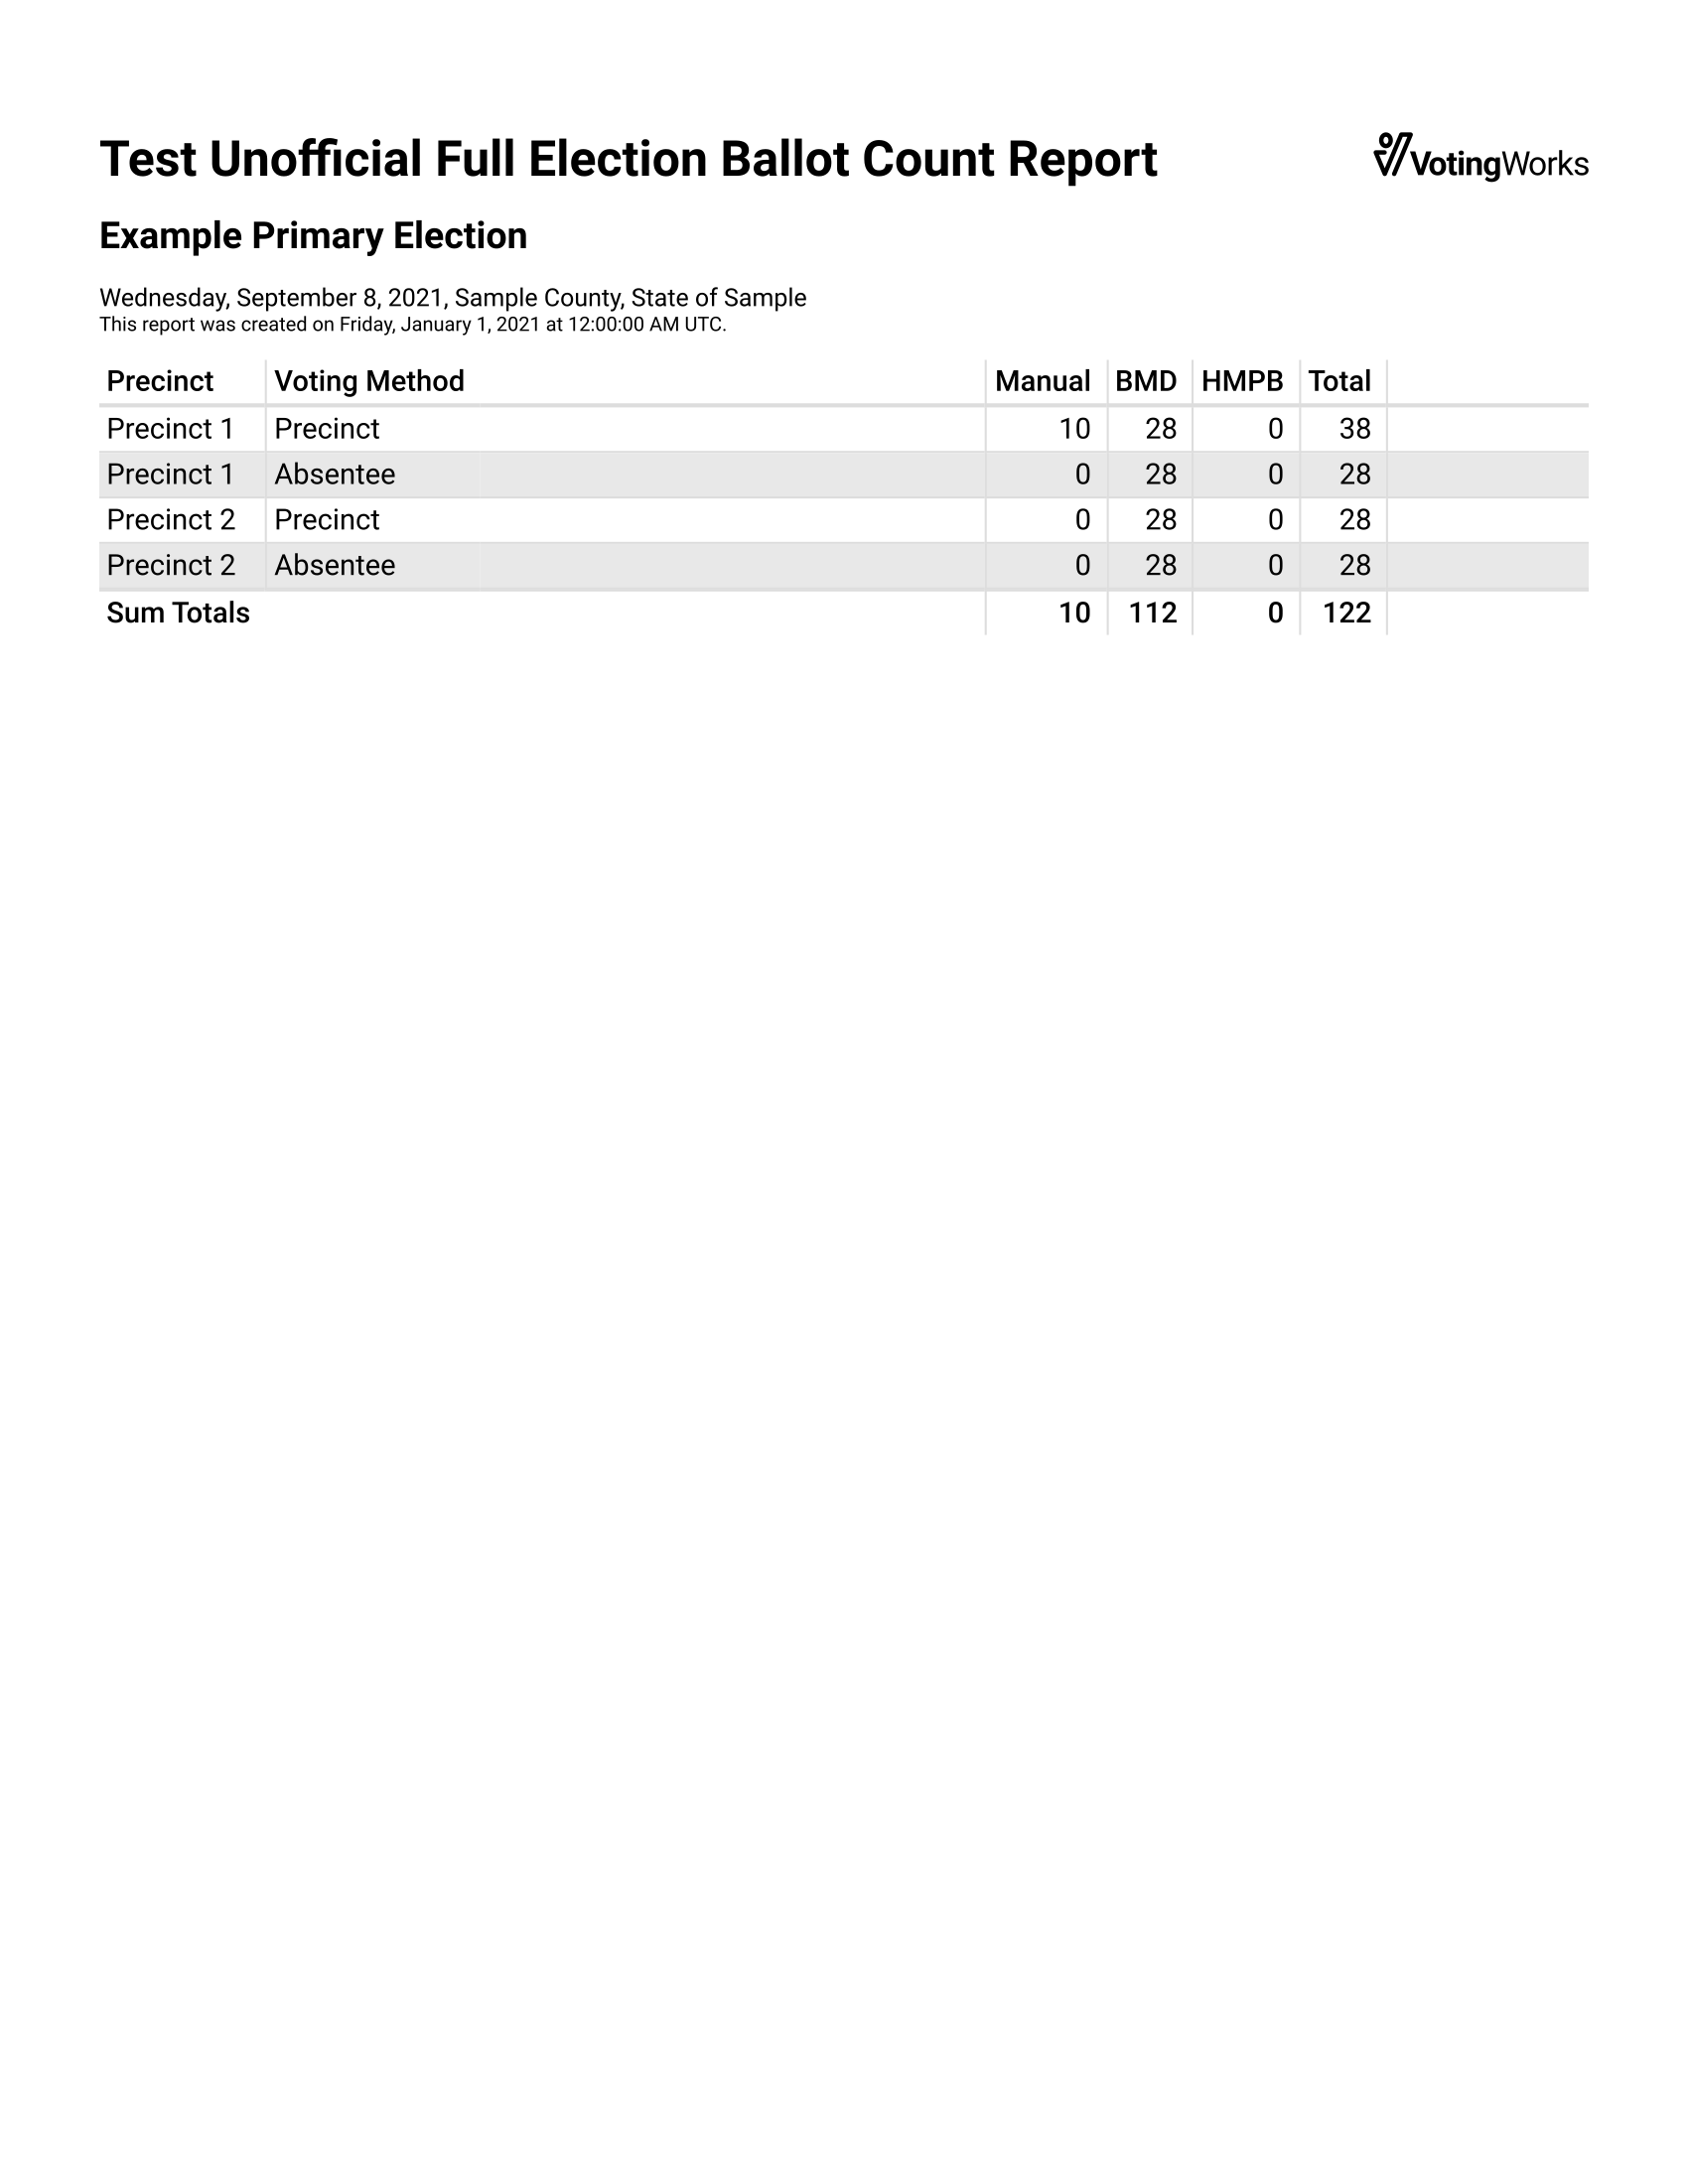 Test Unofficial Full Election Ballot Count Report
VotingWorks
Example Primary Election
Wednesday, September 8, 2021, Sample County, State of Sample
This report was created on Friday, January 1, 2021 at 12:00:00 AM UTC.
Precinct Voting Method Manual BMD HMPB Total
Precinct 1 Precinct 10 28 0 38
Precinct 1 Absentee 0 28 0 28
Precinct 2 Precinct 0 28 0 28
Precinct 2 Absentee 0 28 0 28
Sum Totals 10 112 0 122